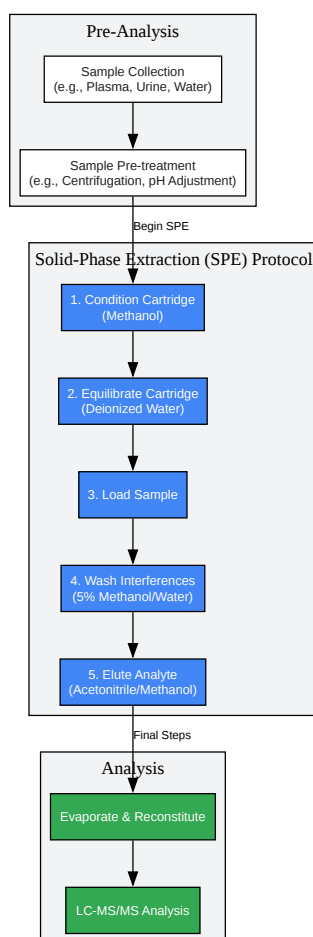 Pre-Analysis
Sample Collection
(e.g., Plasma, Urine, Water)
Sample Pre-treatment
(e.g., Centrifugation, pH Adjustment)
Begin SPE
Solid-Phase Extraction (SPE) Protocol
1. Condition Cartridge
(Methanol)
2. Equilibrate Cartridge
(Deionized Water)
3. Load Sample
4. Wash Interferences
(5% Methanol/Water)
5. Elute Analyte
(Acetonitrile/Methanol)
Final Steps
Analysis
Evaporate & Reconstitute
LC-MS/MS Analysis